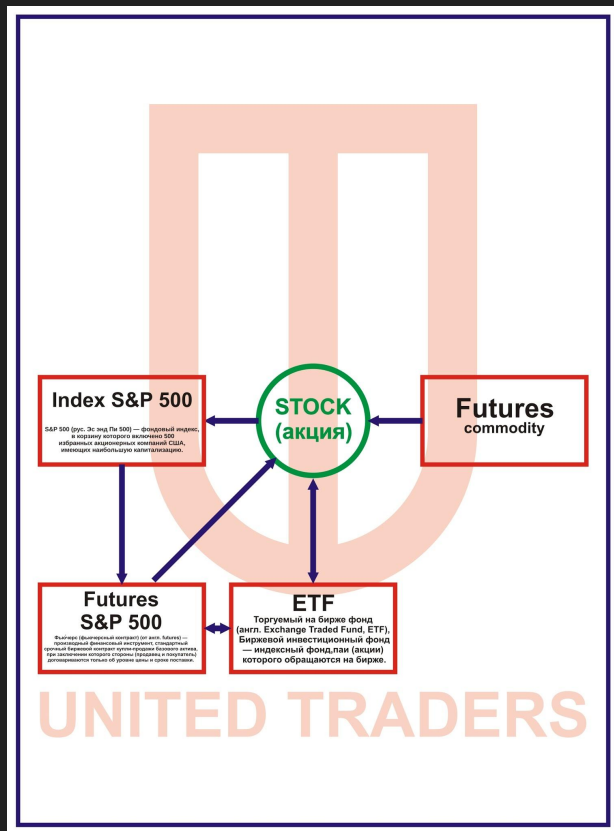 Index S&P 500
S&P 500 (рус. Эс энд Пи 500) — фондовый индекс,
в корзину которого включено 500
избранных акционерных компаний США,
имеющих наибольшую капитализацию.
STOCK
(акция)
Futures
commodity
Futures
S&P 500
Фью́черс (фьючерсный контракт) (от англ. futures) —
производный финансовый инструмент, стандартный
срочный биржевой контракт купли-продажи базового актива,
при заключении которого стороны (продавец и покупатель)
договариваются только об уровне цены и сроке поставки.
ETF
Торгуемый на бирже фонд
(англ. Exchange Traded Fund, ETF),
Биржевой инвестиционный фонд
— индексный фонд,паи (акции)
которого обращаются на бирже.
UNITED TRADERS